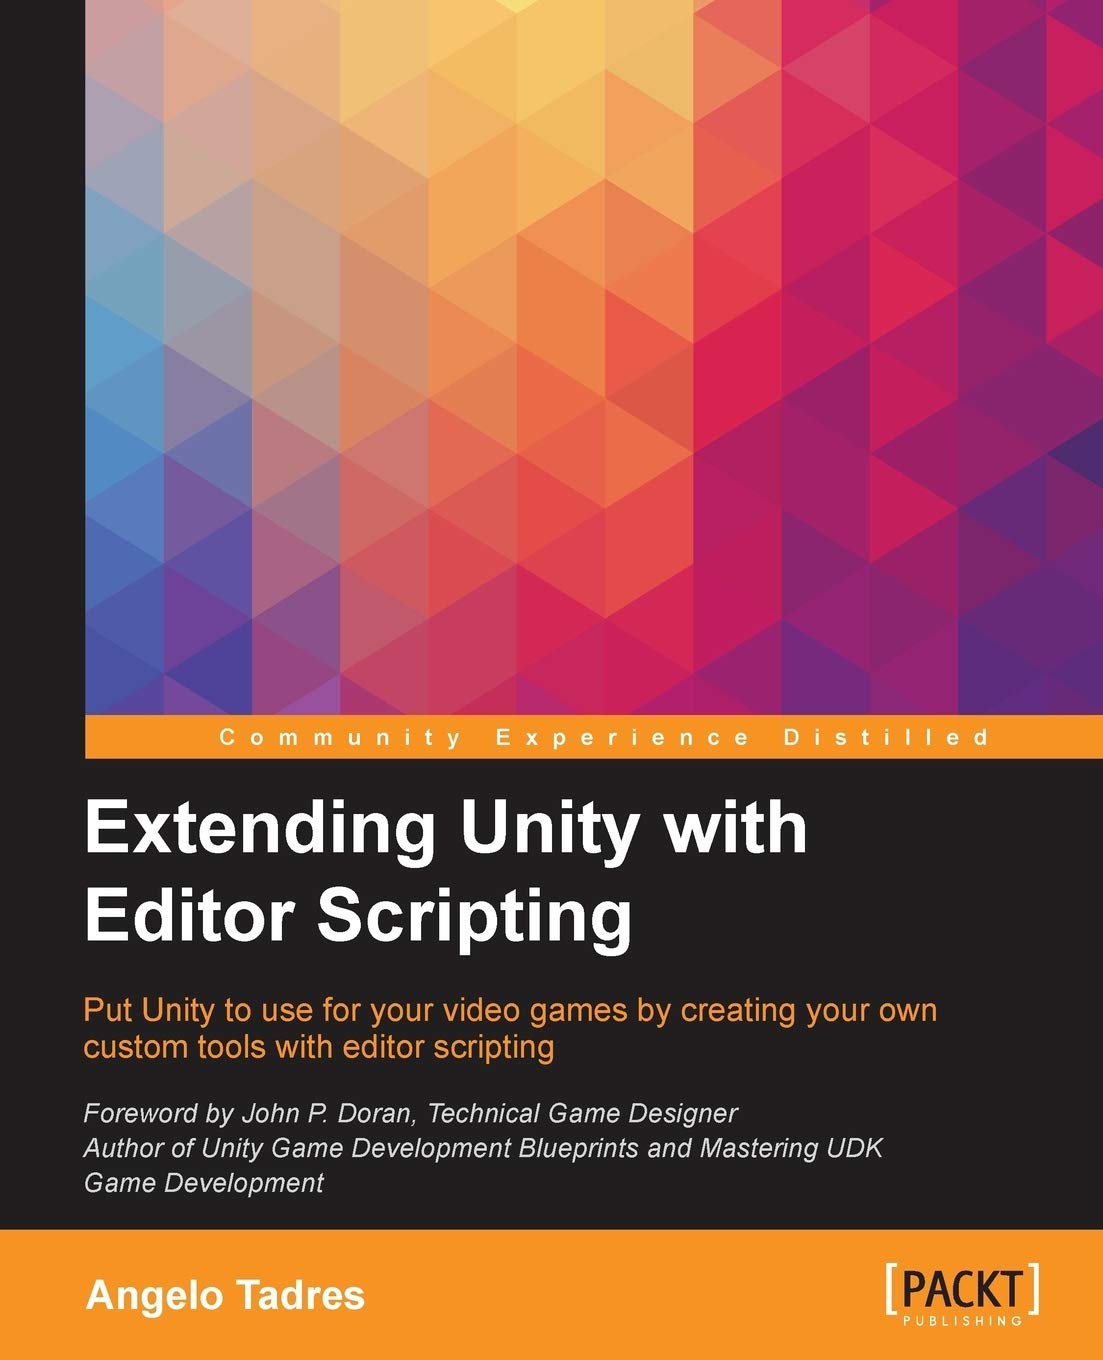 Community Experience Distilled
Extending Unity with
Editor Scripting
Put Unity to use for your video games by creating your own
custom tools with editor scripting
Foreword by John P. Doran, Technical Game Designer
Author of Unity Game Development Blueprints and Mastering UDK
Game Development
Angelo Tadres
[PACKT]
PUBLISHING